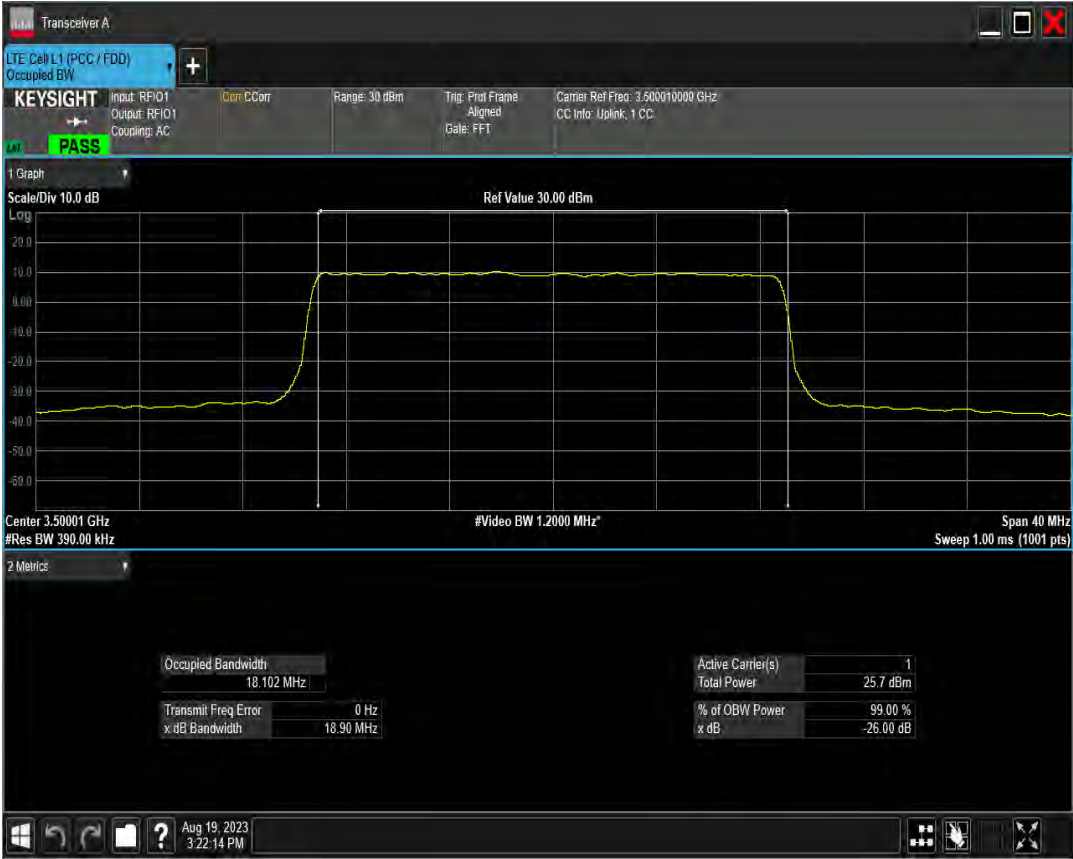 Transceiver A
LTE Cell L1 (PCC / FDD)
Occupied BW
+
KEYSIGHT
Input: RFIO1
Output: RFIO1
Coupling: AC
PASS
Corr CCorr
Range: 30 dBm
Trig: Prot Frame
Aligned
Gate: FFT
Carrier Ref Freq: 3.500010000 GHz
CC Info: Uplink, 1 CC
1 Graph
Scale/Div 10.0 dB
Ref Value 30.00 dBm
Log
20.0
10.0
0.00
-10.0
-20.0
-30.0
-40.0
-50.0
-60.0
Center 3.50001 GHz
#Video BW 1.2000 MHz*
Span 40 MHz
#Res BW 390.00 kHz
Sweep 1.00 ms (1001 pts)
2 Metrics
Occupied Bandwidth
18.102 MHz
Transmit Freq Error 0 Hz
x dB Bandwidth 18.90 MHz
Active Carrier(s) 1
Total Power 25.7 dBm
% of OBW Power 99.00 %
x dB -26.00 dB
?
Aug 19, 2023
3:22:14 PM